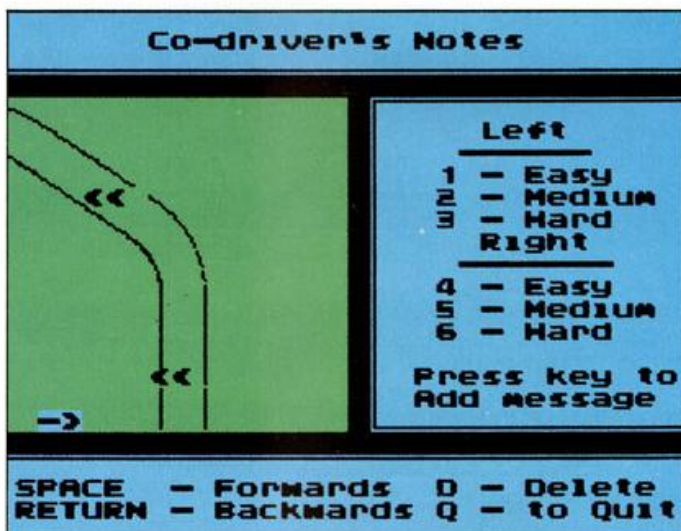 Co-driver's Notes
<<
<<
->
Left
1 - Easy
2 - Medium
3 - Hard
Right
4 - Easy
5 - Medium
6 - Hard
Press key to
Add message
SPACE - Forwards D - Delete
RETURN - Backwards Q - to Quit